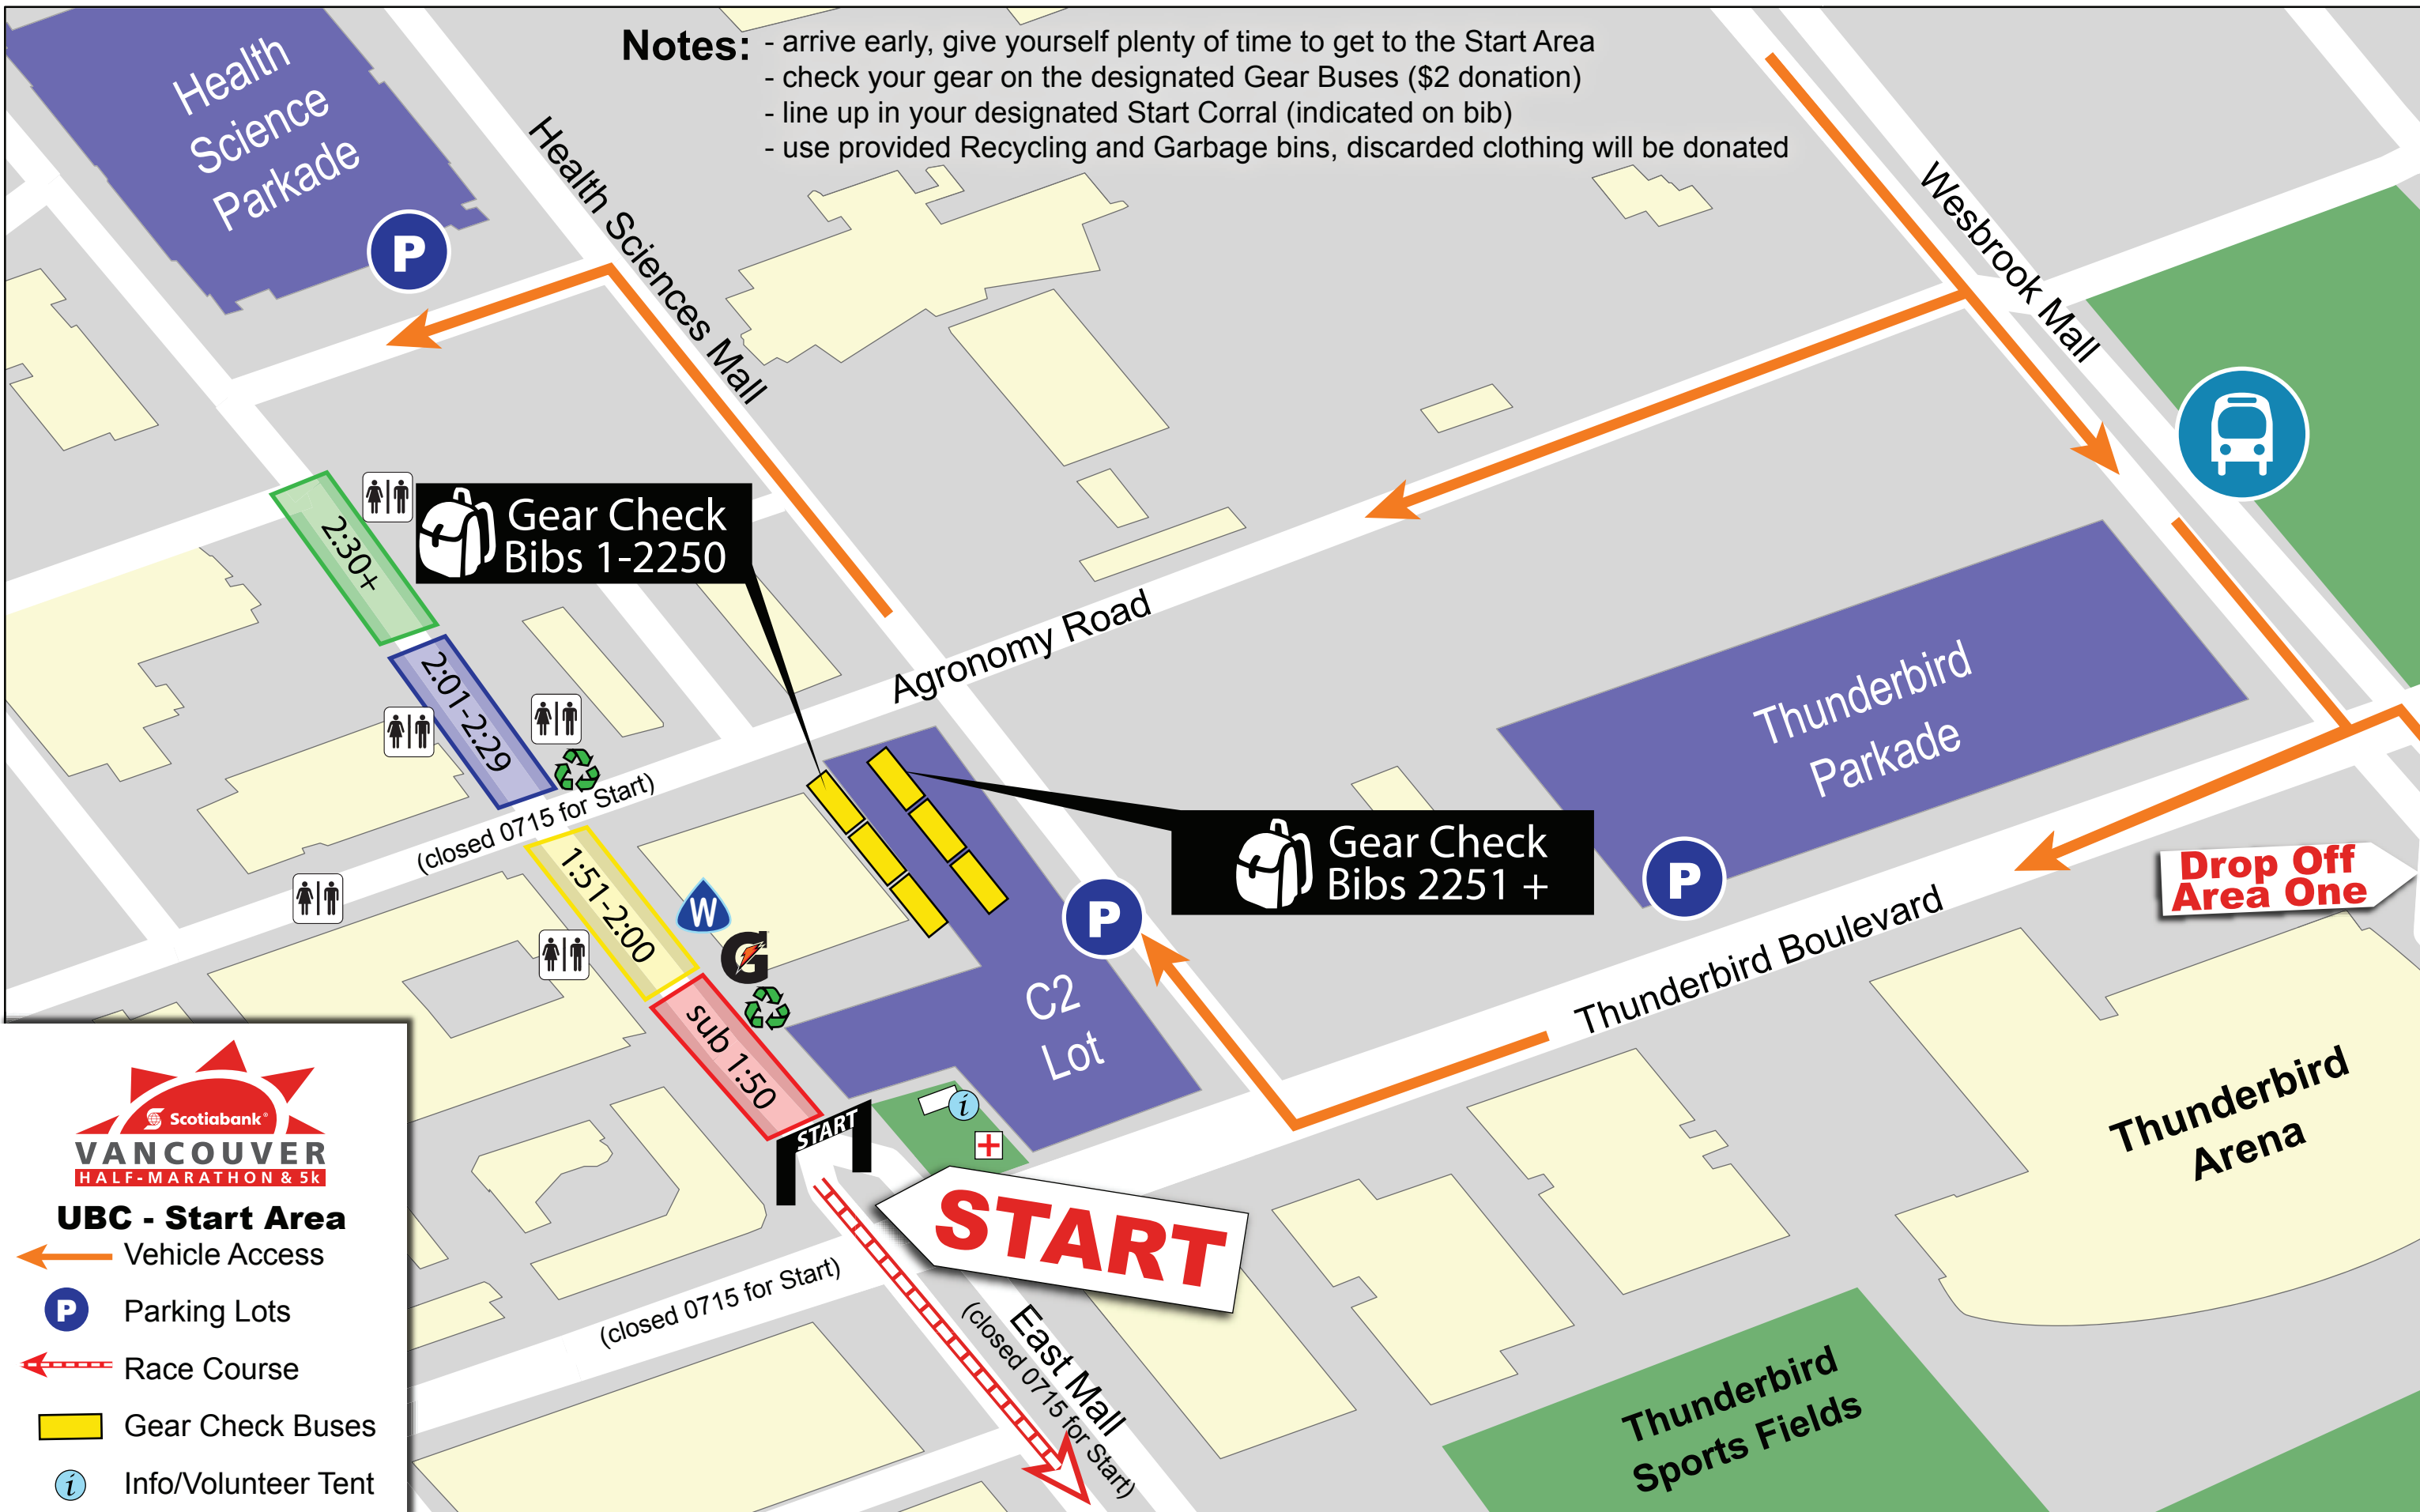 Notes: - arrive early, give yourself plenty of time to get to the Start Area
- check your gear on the designated Gear Buses ($2 donation)
- line up in your designated Start Corral (indicated on bib)
- use provided Recycling and Garbage bins, discarded clothing will be donated
Health
Science
Parkade
P
Health Sciences Mall
Wesbrook Mall
Gear Check
Bibs 1-2250
2:30+
2:01-2:29
Agronomy Road
(closed 0715 for Start)
Thunderbird
Parkade
P
Gear Check
Bibs 2251 +
Drop Off
Area One
1:51-2:00
W
G
P
C2
Lot
sub 1:50
Thunderbird Boulevard
i
START
START
Thunderbird
Arena
(closed 0715 for Start)
East Mall
(closed 0715 for Start)
Thunderbird
Sports Fields
Scotiabank®
VANCOUVER
HALF-MARATHON & 5k
UBC - Start Area
Vehicle Access
P Parking Lots
Race Course
Gear Check Buses
i Info/Volunteer Tent